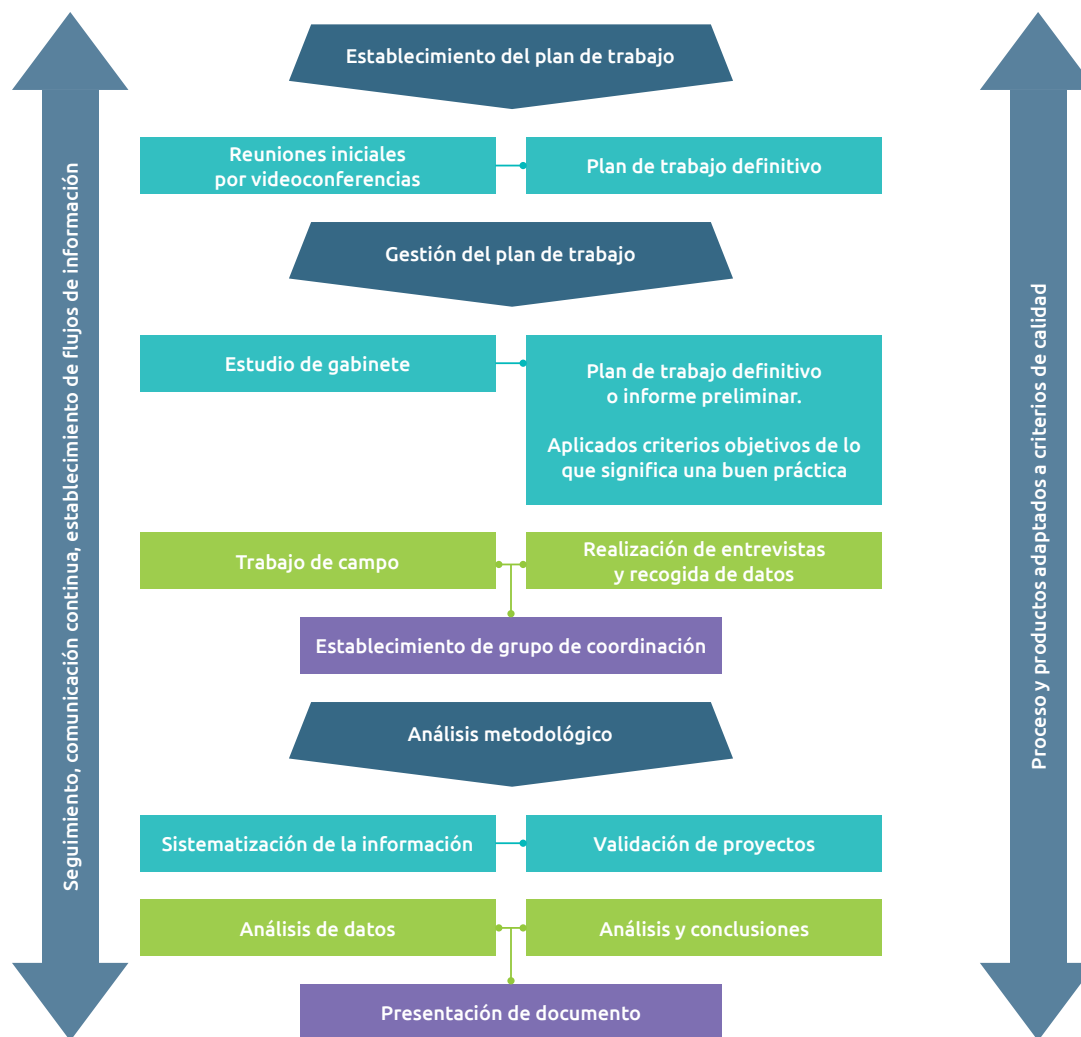 Establecimiento del plan de trabajo
Reuniones iniciales
por videoconferencias
Plan de trabajo definitivo
Gestión del plan de trabajo
Estudio de gabinete
Plan de trabajo definitivo
o informe preliminar.
Aplicados criterios objetivos de lo
que significa una buen práctica
Trabajo de campo
Realización de entrevistas
y recogida de datos
Establecimiento de grupo de coordinación
Análisis metodológico
Sistematización de la información
Validación de proyectos
Análisis de datos
Análisis y conclusiones
Presentación de documento
Seguimiento, comunicación continua, establecimiento de flujos de información
Proceso y productos adaptados a criterios de calidad